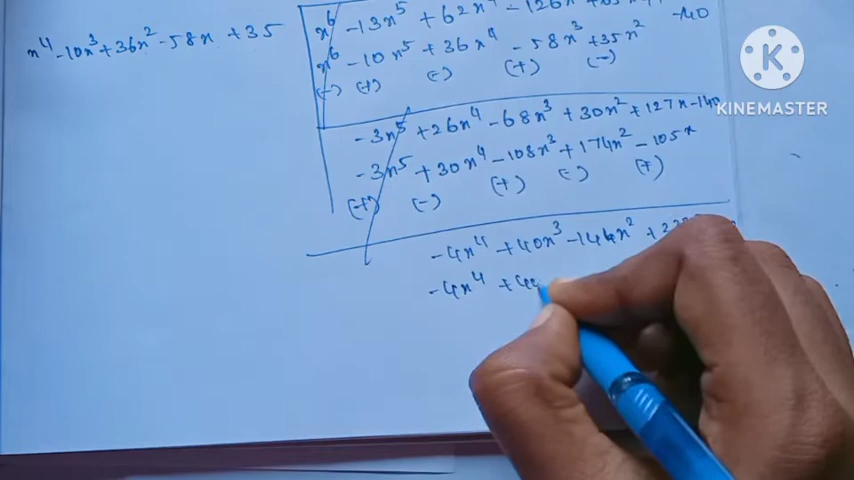 x⁶ -13x⁵ + 62x⁴ - 126x
x⁴ -10x³ +36x² -58x +35
x⁶ -10x⁵ +36x⁴ -58x³ +35x² -140
(-) (+) (-) (+) (-)
KINEMASTER
-3x⁵ +26x⁴ -68x³ +30x² +127x -140
-3x⁵ +30x⁴ -108x³ +174x² -105x
(+) (-) (+) (-) (+)
-4x⁴ +40x³ -144x² +
-4x⁴ +4